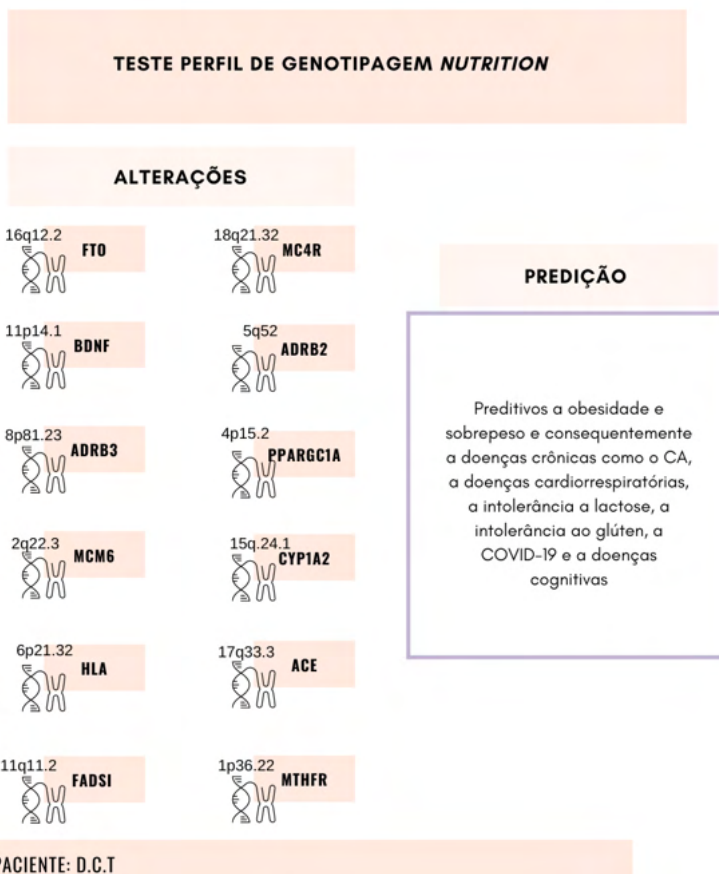 TESTE PERFIL DE GENOTIPAGEM NUTRITION
ALTERAÇÕES
16q12.2
FTO
18q21.32
MC4R
11p14.1
BDNF
5q52
ADRB2
8p81.23
ADRB3
4p15.2
PPARGC1A
2q22.3
MCM6
15q.24.1
CYP1A2
6p21.32
HLA
17q33.3
ACE
11q11.2
FADSI
1p36.22
MTHFR
PREDIÇÃO
Preditivos a obesidade e
sobrepeso e consequentemente
a doenças crônicas como o CA,
a doenças cardiorrespiratórias,
a intolerância a lactose, a
intolerância ao glúten, a
COVID-19 e a doenças
cognitivas
PACIENTE: D.C.T